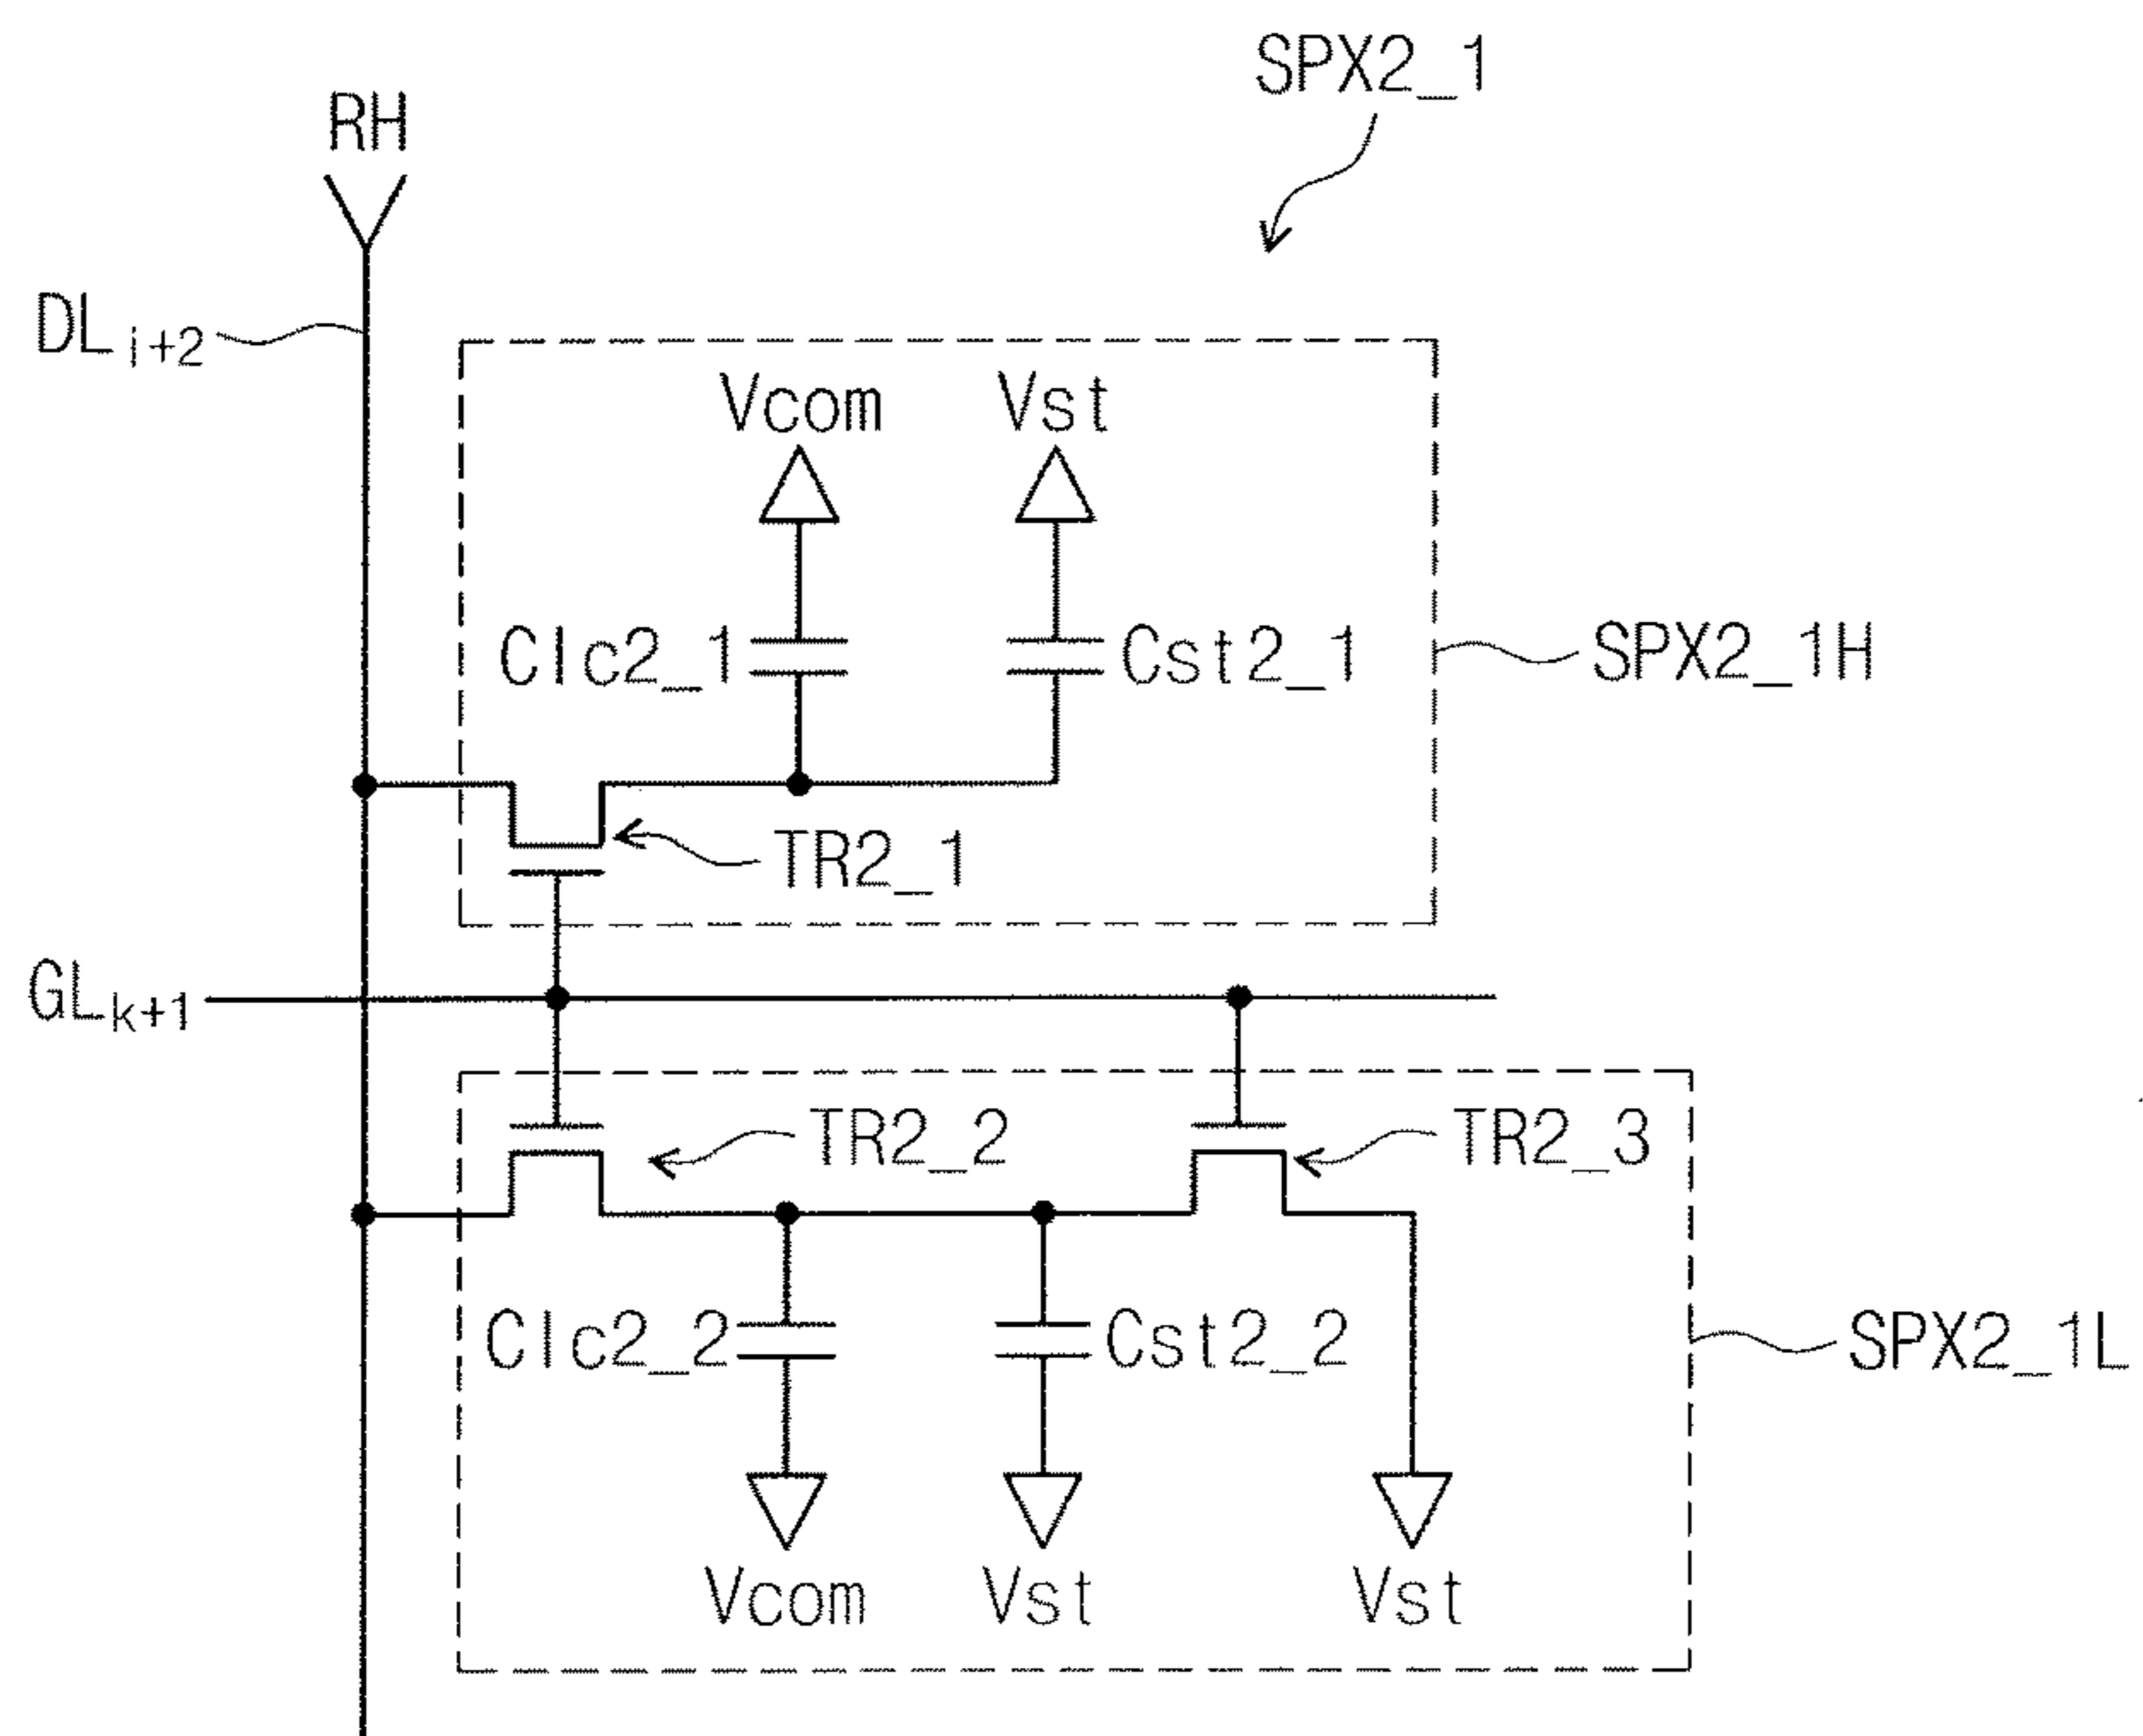 SPX2_1
RH
DLi+2
Vcom Vst
Clc2_1 Cst2_1 SPX2_1H
TR2_1
GLk+1
TR2_2 TR2_3
Clc2_2 Cst2_2 SPX2_1L
Vcom Vst Vst